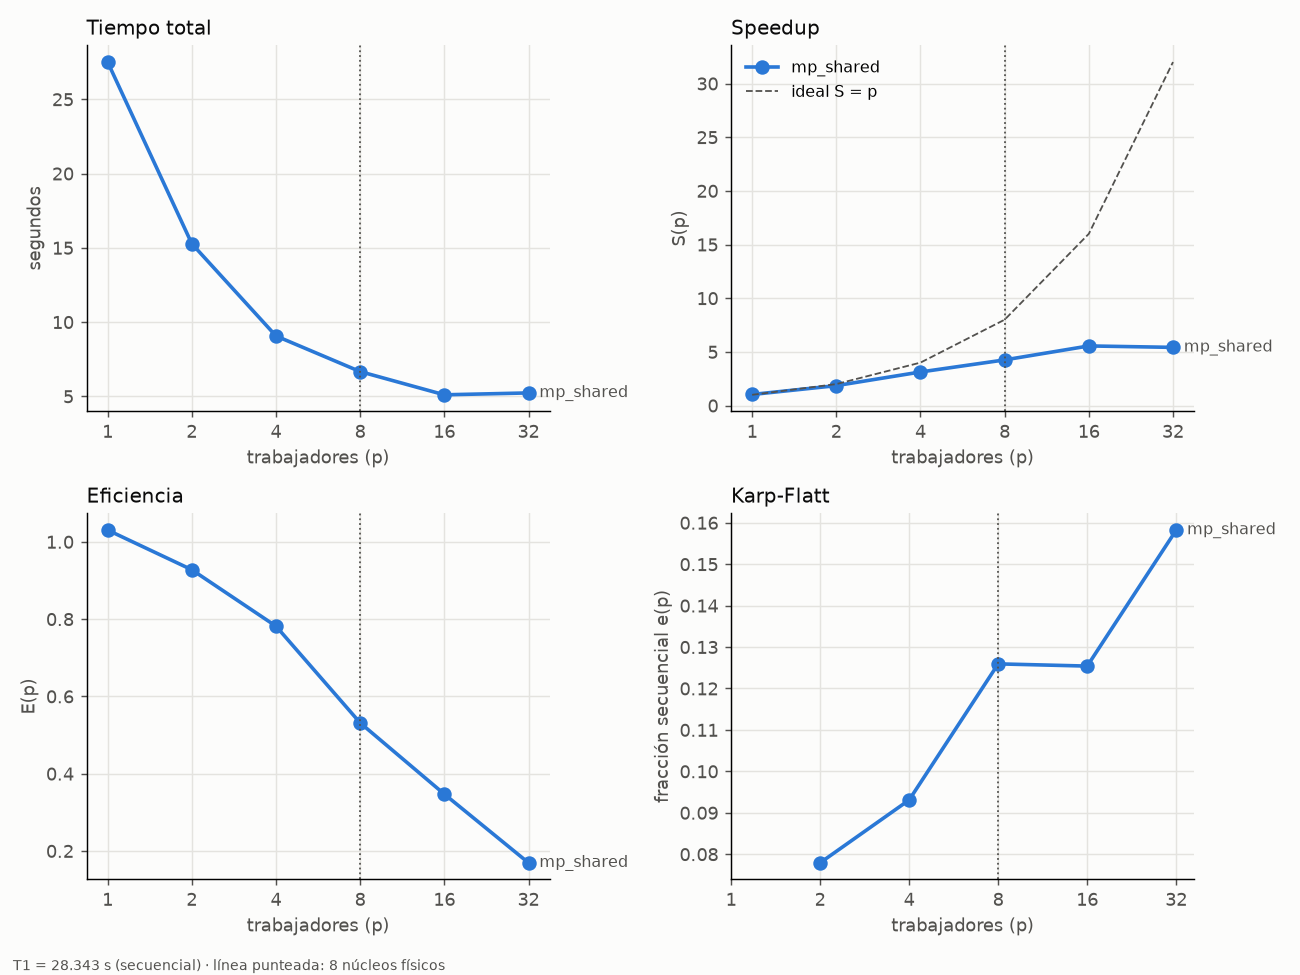 Tiempo total
segundos
25
20
15
10
5
1 2 4 8 16 32
trabajadores (p)
mp_shared
Speedup
mp_shared
ideal S = p
S(p)
30
25
20
15
10
5
0
1 2 4 8 16 32
trabajadores (p)
mp_shared
Eficiencia
E(p)
1.0
0.8
0.6
0.4
0.2
1 2 4 8 16 32
trabajadores (p)
mp_shared
Karp-Flatt
fracción secuencial e(p)
0.16
0.15
0.14
0.13
0.12
0.11
0.10
0.09
0.08
1 2 4 8 16 32
trabajadores (p)
mp_shared
T1 = 28.343 s (secuencial) · línea punteada: 8 núcleos físicos